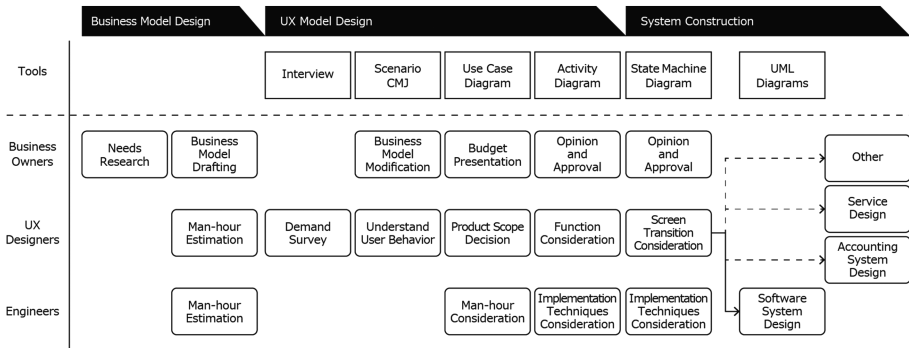 Business Model Design
UX Model Design
System Construction
Tools
Interview
Scenario
CMJ
Use Case
Diagram
Activity
Diagram
State Machine
Diagram
UML
Diagrams
Business
Owners
Needs
Research
Business
Model
Drafting
Business
Model
Modification
Budget
Presentation
Opinion
and
Approval
Opinion
and
Approval
Other
Service
Design
UX
Designers
Man-hour
Estimation
Demand
Survey
Understand
User Behavior
Product Scope
Decision
Function
Consideration
Screen
Transition
Consideration
Accounting
System
Design
Engineers
Man-hour
Estimation
Man-hour
Consideration
Implementation
Techniques
Consideration
Implementation
Techniques
Consideration
Software
System
Design